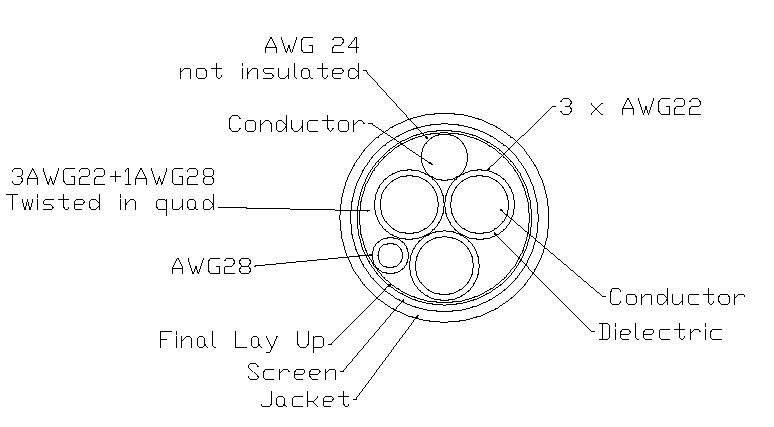 AWG 24
not insulated
3 x AWG22
Conductor
3AWG22+1AWG28
Twisted in quad
AWG28
Conductor
Dielectric
Final Lay Up
Screen
Jacket